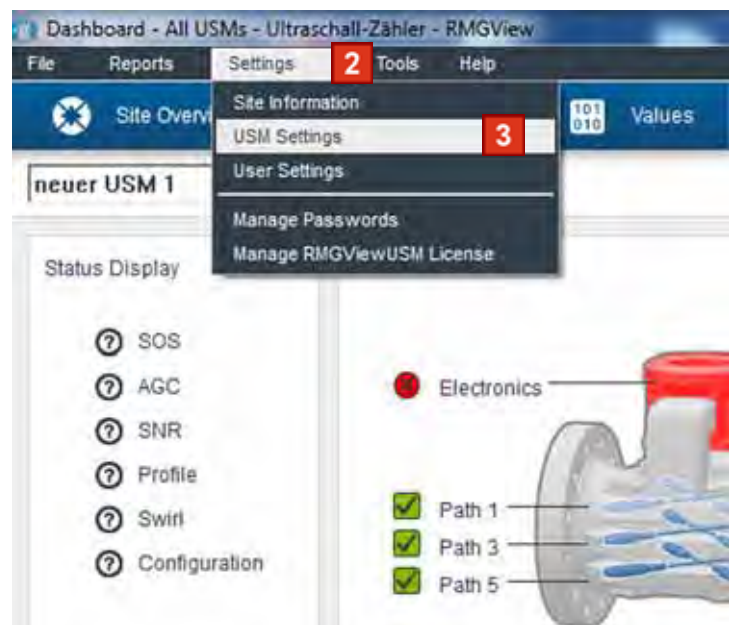 Dashboard - All USMs - Ultraschall-Zähler - RMGView
File Reports Settings 2 Tools Help
Site Overv
Site Information
101 010 Values
USM Settings 3
User Settings
neuer USM 1
Manage Passwords
Manage RMGViewUSM License
Status Display
SOS
AGC
Electronics
SNR
Profile
Swirl
Path 1
Path 3
Configuration
Path 5